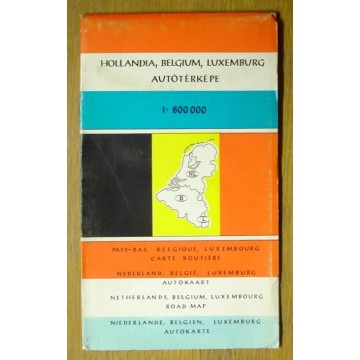 HOLLANDIA, BELGIUM, LUXEMBURG
AUTÓTÉRKÉPE
1: 600 000
PAYS-BAS, BELGIQUE, LUXEMBOURG
CARTE ROUTIÈRE
NEDERLAND, BELGIË, LUXEMBURG
AUTOKAART
NETHERLANDS, BELGIUM, LUXEMBOURG
ROAD MAP
NIEDERLANDE, BELGIEN, LUXEMBURG
AUTOKARTE